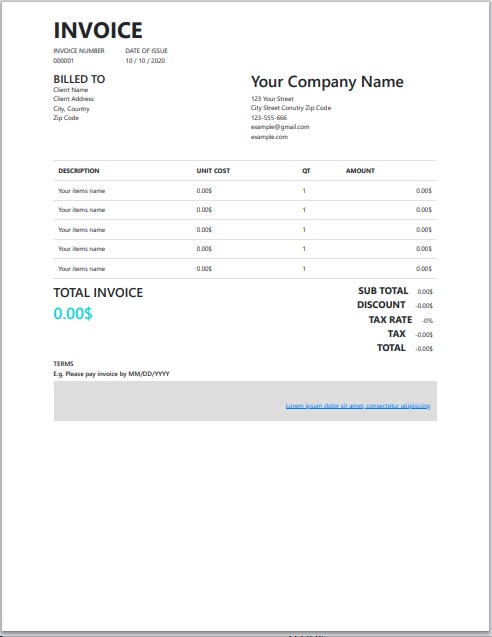 INVOICE
INVOICE NUMBER DATE OF ISSUE
000001 10 / 10 / 2020
BILLED TO
Client Name
Client Address
City, Country
Zip Code
Your Company Name
123 Your Street
City Street Conutry Zip Code
123-555-666
example@gmail.com
example.com
DESCRIPTION UNIT COST QT AMOUNT
Your items name 0.00$ 1 0.00$
Your items name 0.00$ 1 0.00$
Your items name 0.00$ 1 0.00$
Your items name 0.00$ 1 0.00$
Your items name 0.00$ 1 0.00$
TOTAL INVOICE
0.00$
SUB TOTAL 0.00$
DISCOUNT -0.00$
TAX RATE -0%
TAX -0.00$
TOTAL -0.00$
TERMS
E.g. Please pay invoice by MM/DD/YYYY
Lorem ipsum dolor sit amet, consectetur adipisicing